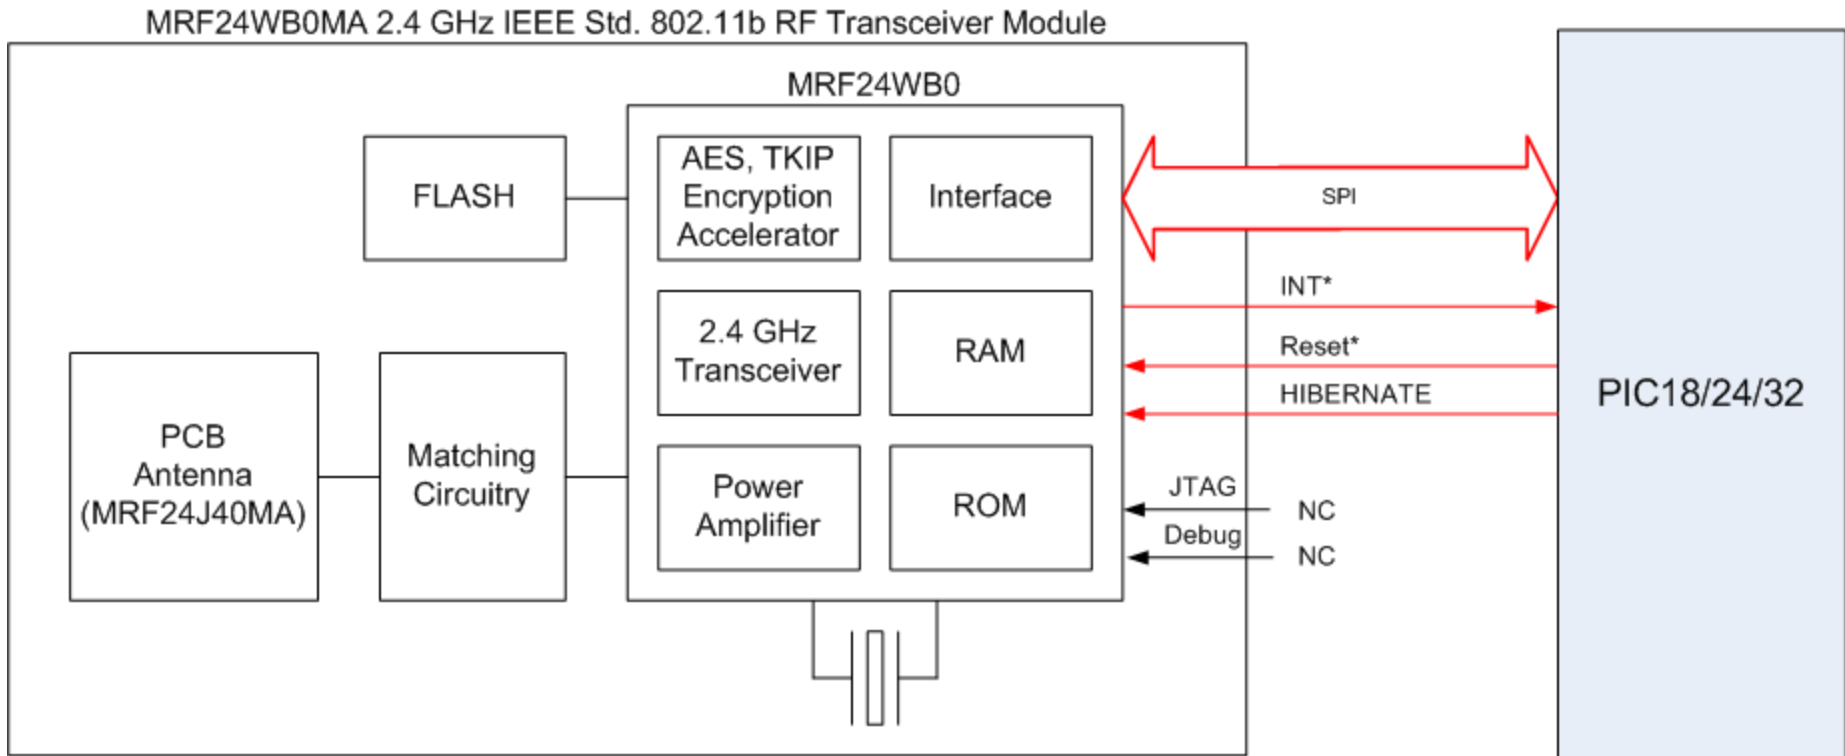 MRF24WB0MA 2.4 GHz IEEE Std. 802.11b RF Transceiver Module
MRF24WB0
FLASH
AES, TKIP
Encryption
Accelerator
Interface
SPI
INT*
2.4 GHz
Transceiver
RAM
Reset*
HIBERNATE
PIC18/24/32
PCB
Antenna
(MRF24J40MA)
Matching
Circuitry
Power
Amplifier
ROM
JTAG
NC
Debug
NC